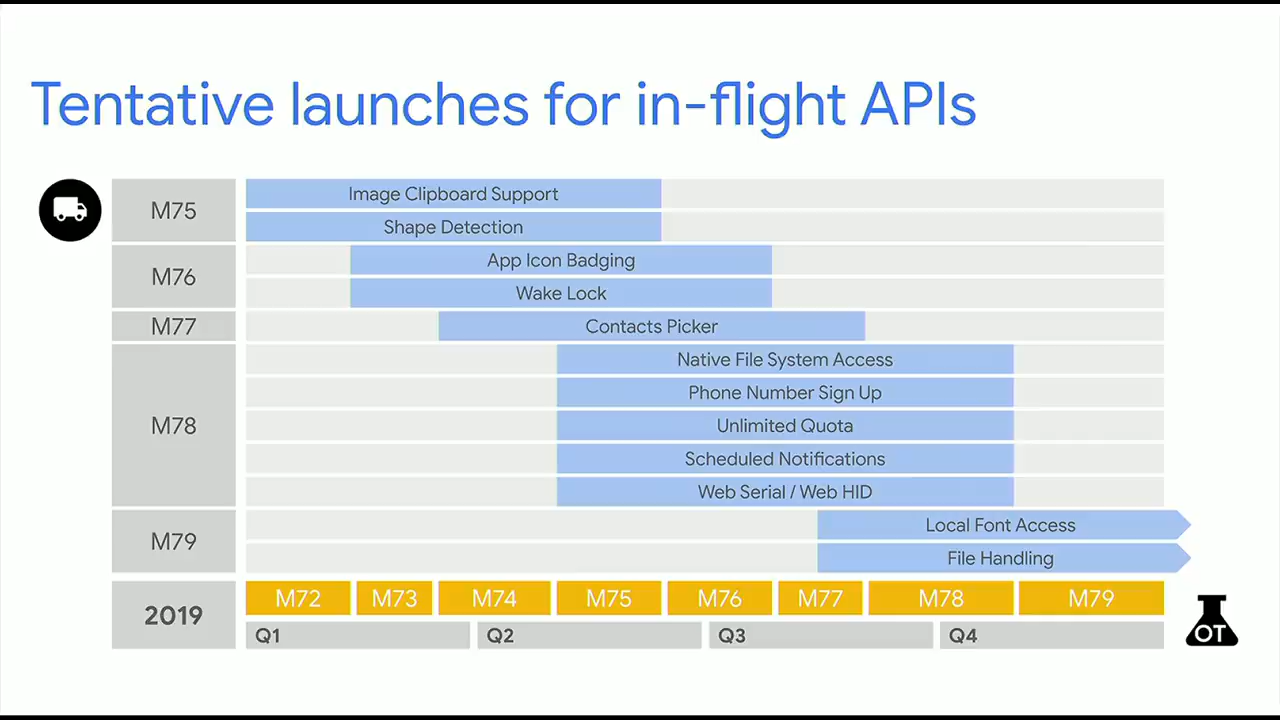 Tentative launches for in-flight APIs
M75
Image Clipboard Support
Shape Detection
M76
App Icon Badging
Wake Lock
M77
Contacts Picker
M78
Native File System Access
Phone Number Sign Up
Unlimited Quota
Scheduled Notifications
Web Serial / Web HID
M79
Local Font Access
File Handling
2019
M72 M73 M74 M75 M76 M77 M78 M79
Q1 Q2 Q3 Q4
OT